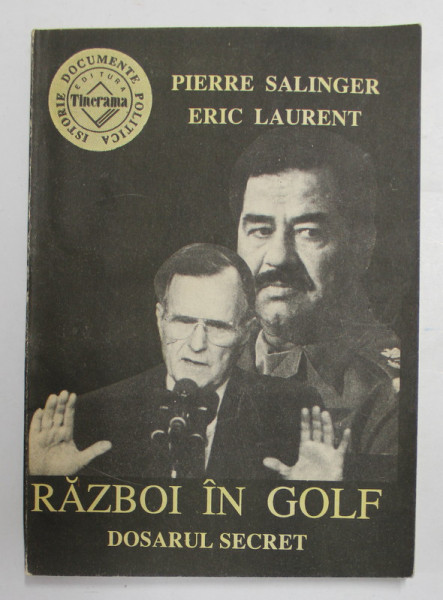 ISTORIE DOCUMENTE POLITICA
EDITURA
Tinerama
PIERRE SALINGER
ERIC LAURENT
RĂZBOI ÎN GOLF
DOSARUL SECRET